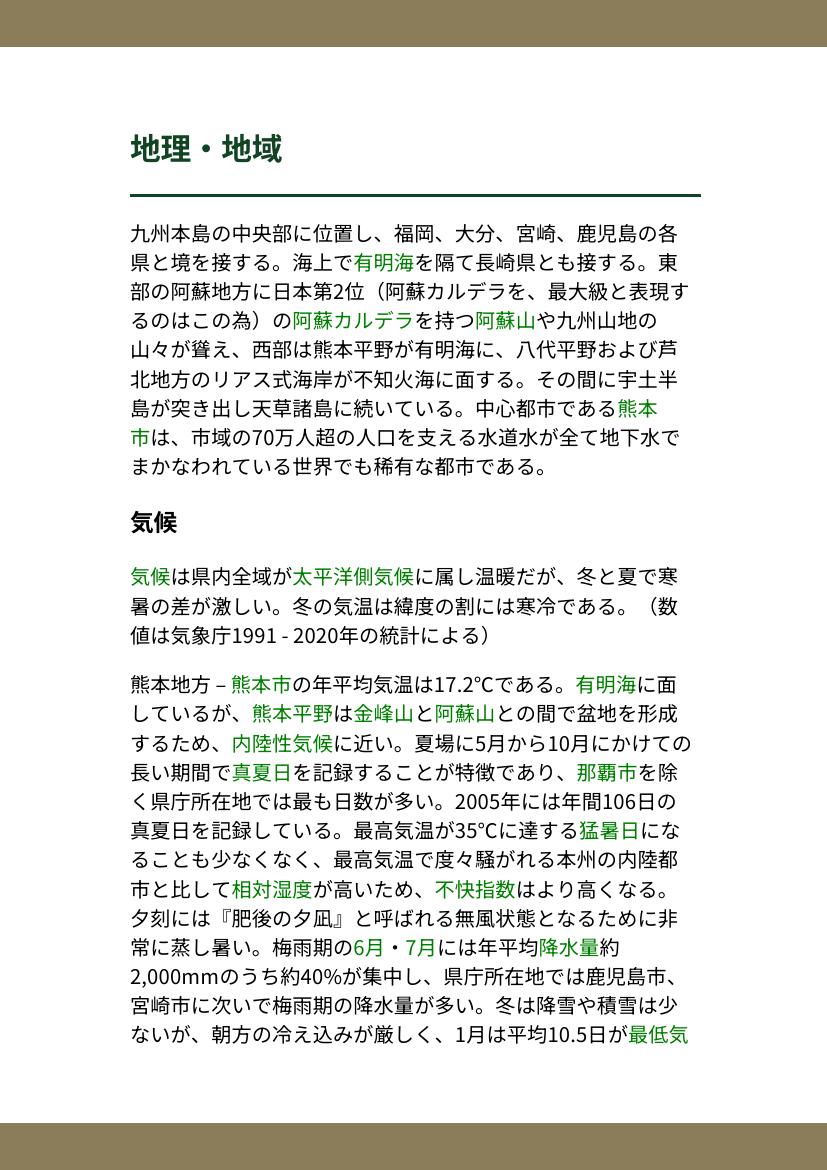 地理・地域
九州本島の中央部に位置し、福岡、大分、宮崎、鹿児島の各
県と境を接する。海上で有明海を隔て長崎県とも接する。東
部の阿蘇地方に日本第2位（阿蘇カルデラを、最大級と表現す
るのはこの為）の阿蘇カルデラを持つ阿蘇山や九州山地の
山々が聳え、西部は熊本平野が有明海に、八代平野および芦
北地方のリアス式海岸が不知火海に面する。その間に宇土半
島が突き出し天草諸島に続いている。中心都市である熊本
市は、市域の70万人超の人口を支える水道水が全て地下水で
まかなわれている世界でも稀有な都市である。
気候
気候は県内全域が太平洋側気候に属し温暖だが、冬と夏で寒
暑の差が激しい。冬の気温は緯度の割には寒冷である。（数
値は気象庁1991 - 2020年の統計による）
熊本地方 – 熊本市の年平均気温は17.2℃である。有明海に面
しているが、熊本平野は金峰山と阿蘇山との間で盆地を形成
するため、内陸性気候に近い。夏場に5月から10月にかけての
長い期間で真夏日を記録することが特徴であり、那覇市を除
く県庁所在地では最も日数が多い。2005年には年間106日の
真夏日を記録している。最高気温が35℃に達する猛暑日にな
ることも少なくなく、最高気温で度々騒がれる本州の内陸都
市と比して相対湿度が高いため、不快指数はより高くなる。
夕刻には『肥後の夕凪』と呼ばれる無風状態となるために非
常に蒸し暑い。梅雨期の6月・7月には年平均降水量約
2,000mmのうち約40%が集中し、県庁所在地では鹿児島市、
宮崎市に次いで梅雨期の降水量が多い。冬は降雪や積雪は少
ないが、朝方の冷え込みが厳しく、1月は平均10.5日が最低気